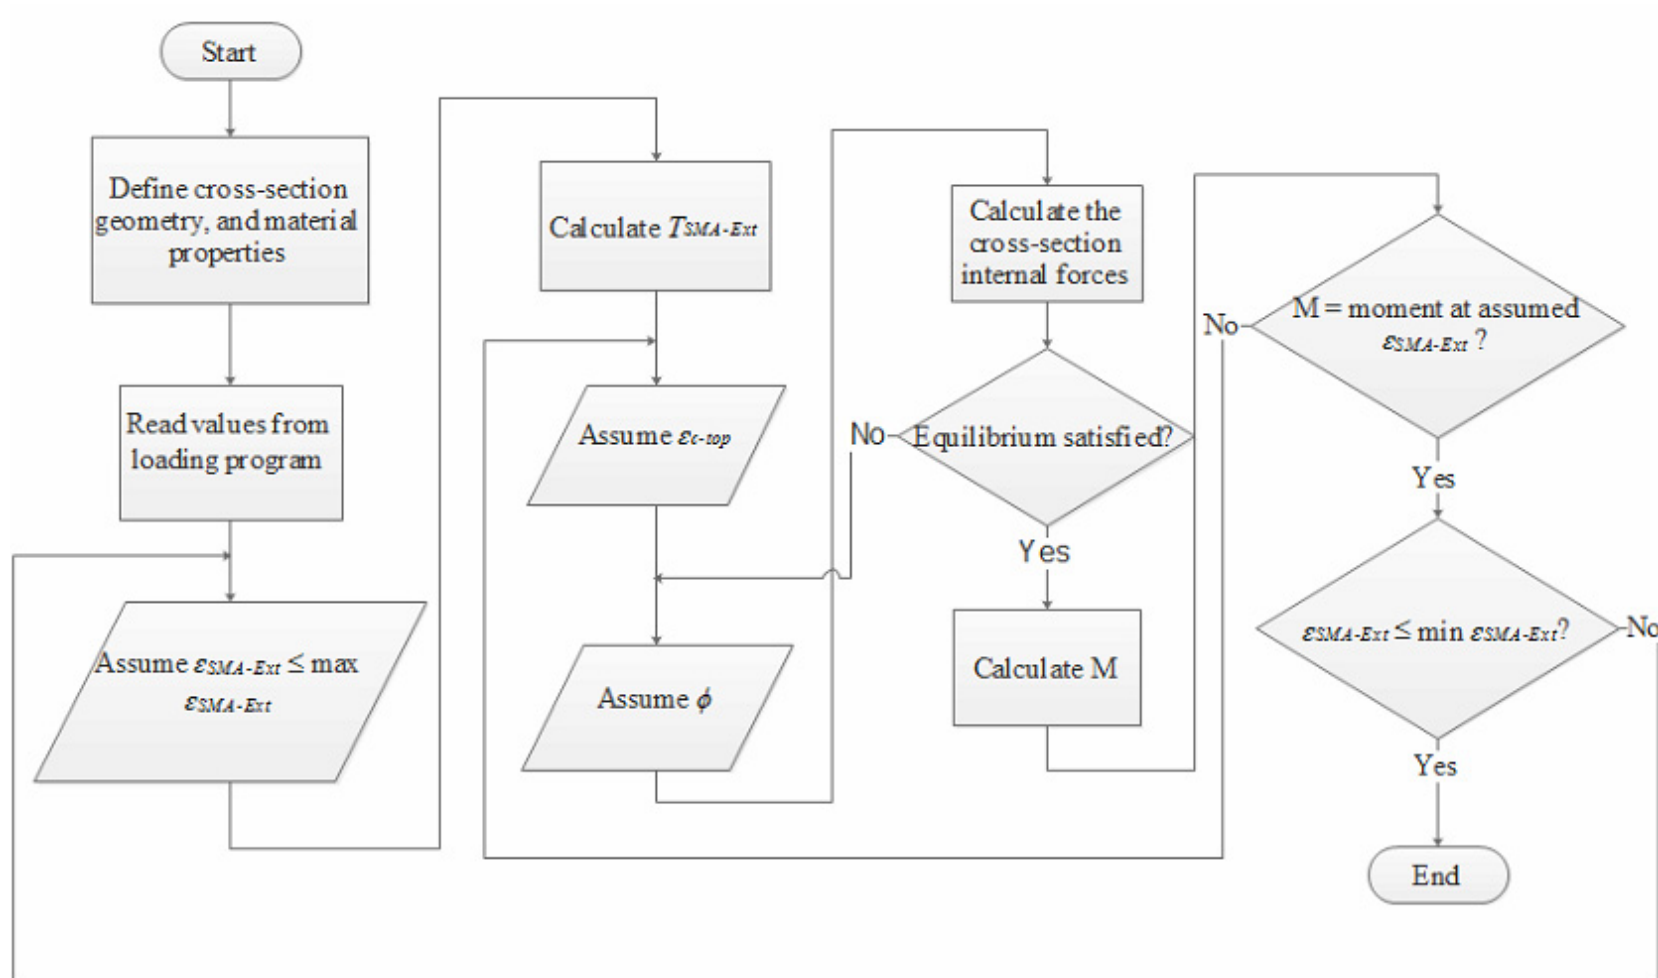 Start
Define cross-section
geometry, and material
properties
Read values from
loading program
Assume εSMA-Ext ≤ max
εSMA-Ext
Calculate TSMA-Ext
Assume εc-top
Assume ϕ
Calculate the
cross-section
internal forces
No
Equilibrium satisfied?
Yes
Calculate M
No
M = moment at assumed
εSMA-Ext ?
Yes
εSMA-Ext ≤ min εSMA-Ext?
No
Yes
End